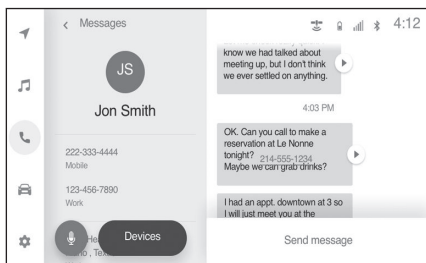 Messages
4:12
JS
Jon Smith
222-333-4444
Mobile
123-456-7890
Work
Devices
know we had talked about
meeting up, but I don't think
we ever settled on anything.
4:03 PM
OK. Can you call to make a
reservation at Le Nonne
tonight? 214-555-1234
Maybe we can grab drinks?
I had an appt. downtown at 3 so
I will just meet you at the
Send message